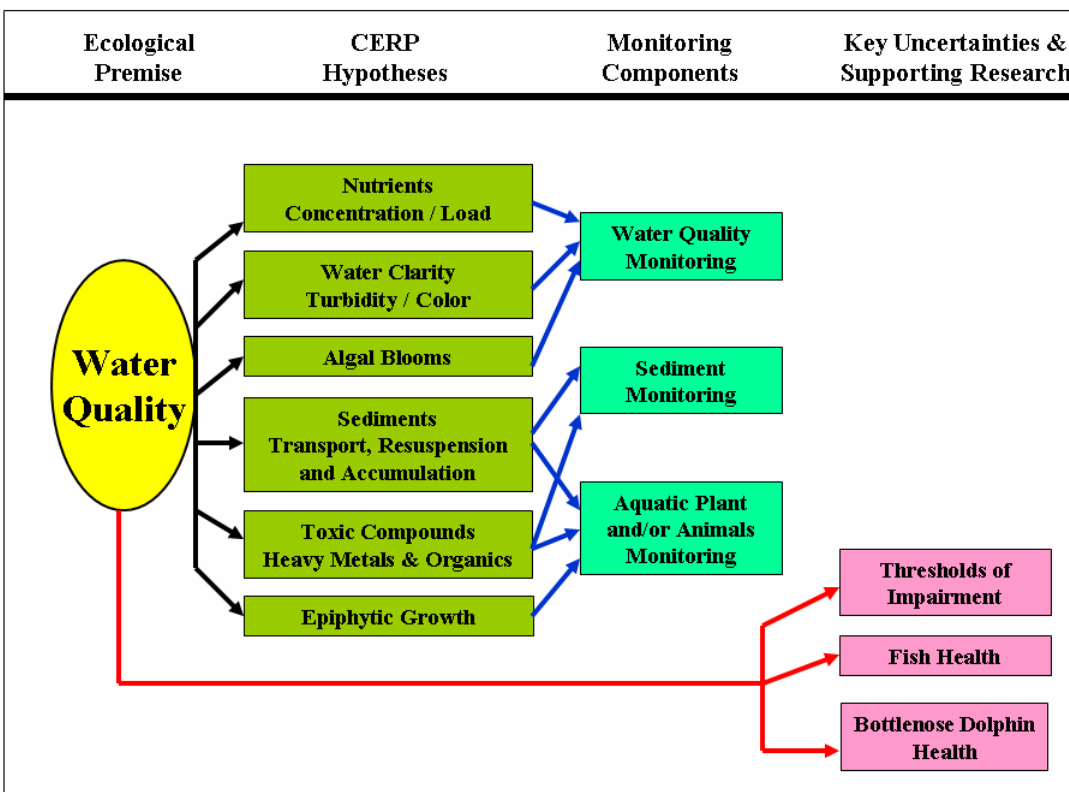 Ecological
Premise
CERP
Hypotheses
Monitoring
Components
Key Uncertainties &
Supporting Research
Water
Quality
Nutrients
Concentration / Load
Water Clarity
Turbidity / Color
Algal Blooms
Sediments
Transport, Resuspension
and Accumulation
Toxic Compounds
Heavy Metals & Organics
Epiphytic Growth
Water Quality
Monitoring
Sediment
Monitoring
Aquatic Plant
and/or Animals
Monitoring
Thresholds of
Impairment
Fish Health
Bottlenose Dolphin
Health